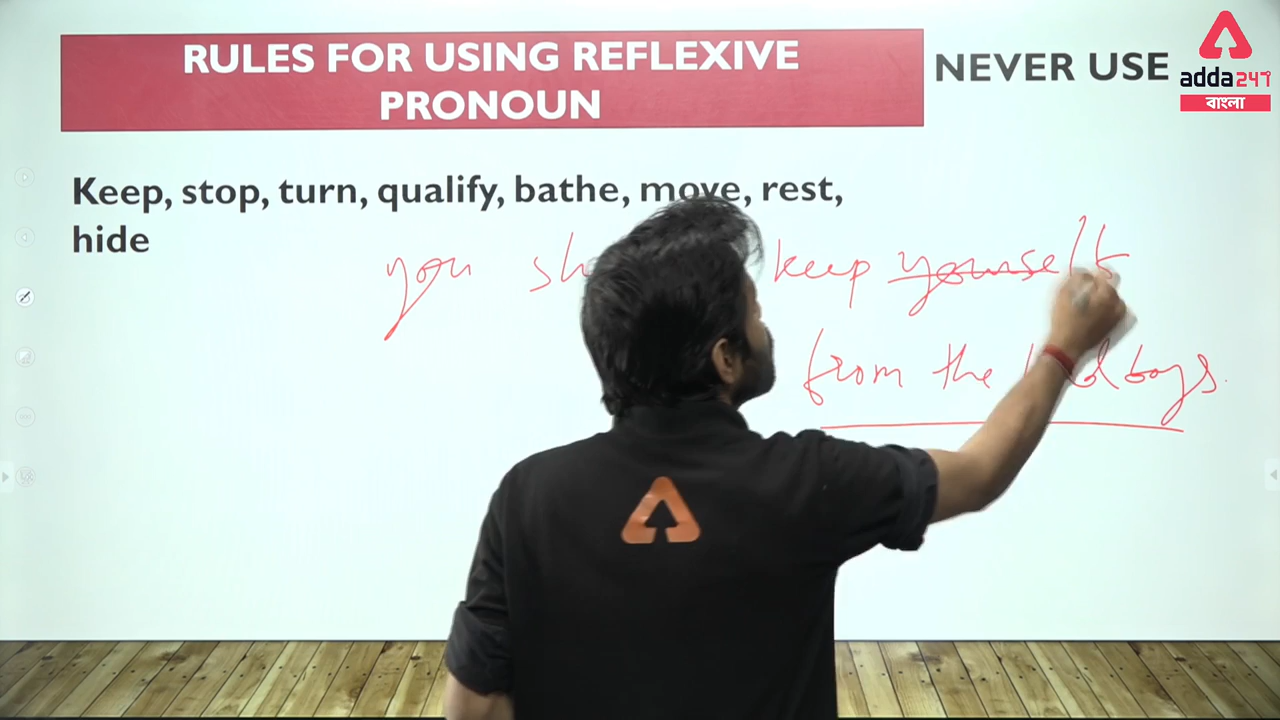 RULES FOR USING REFLEXIVE
PRONOUN
NEVER USE
adda247
বাংলা
Keep, stop, turn, qualify, bathe, move, rest,
hide
you keep yourself
from the boys.